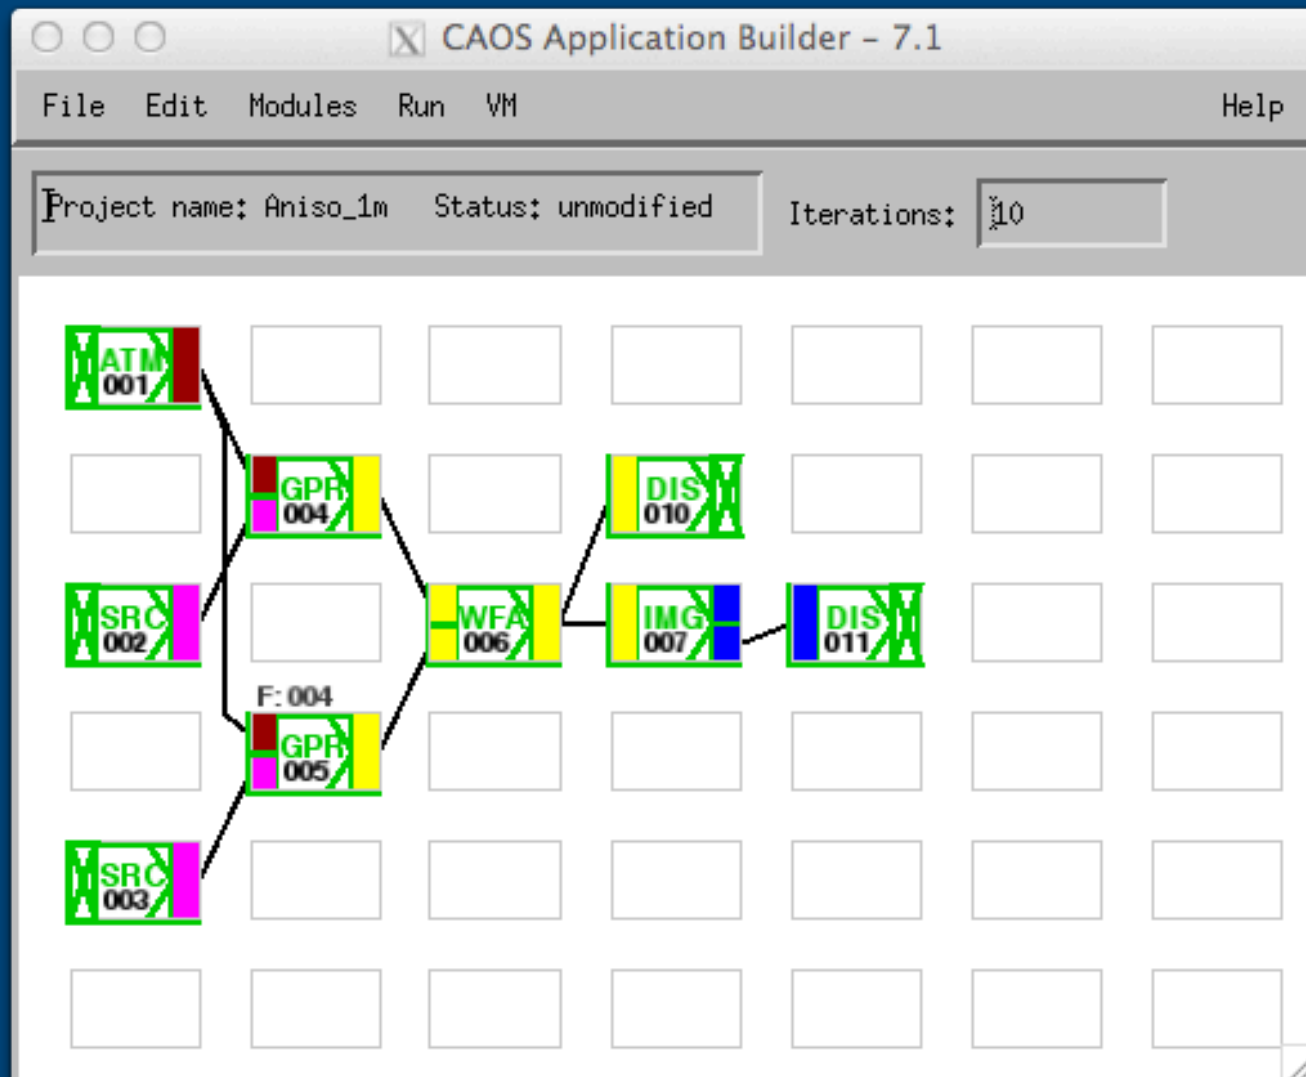 CAOS Application Builder – 7.1
File Edit Modules Run VM Help
Project name: Aniso_1m Status: unmodified Iterations: 10
ATM
001
GPR
004
DIS
010
SRC
002
WFA
006
IMG
007
DIS
011
F: 004
GPR
005
SRC
003